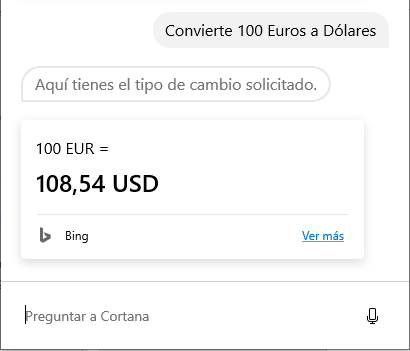 Convierte 100 Euros a Dólares
Aquí tienes el tipo de cambio solicitado.
100 EUR =
108,54 USD
Bing Ver más
Preguntar a Cortana